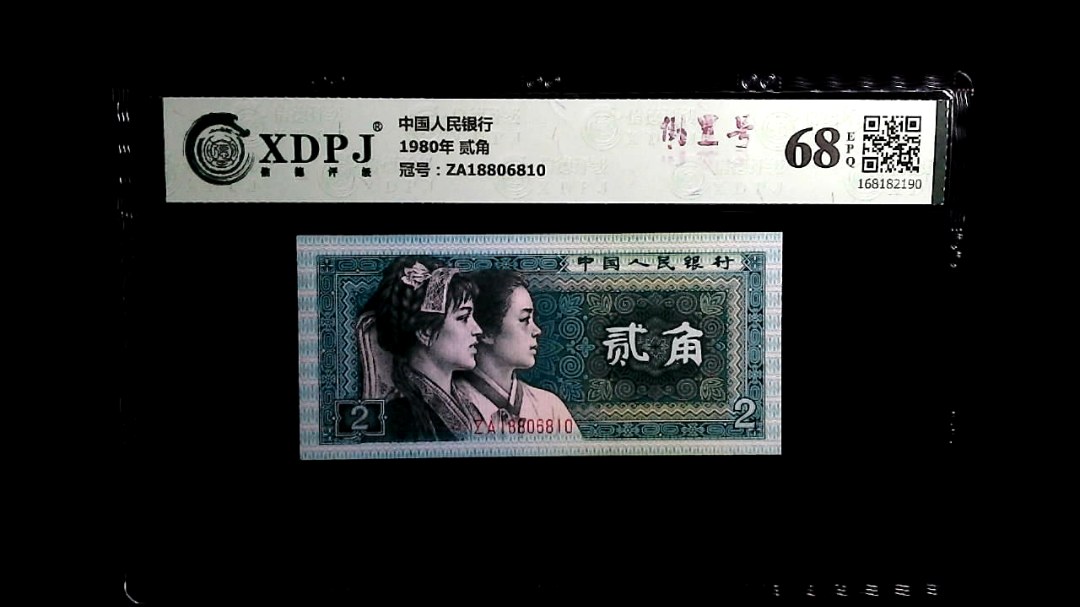 XDPJ®
信德评级
中国人民银行
1980年 贰角
冠号：ZA18806810
倒置号
68
EPQ
168182190
中国人民银行
贰角
2
2
ZA18806810